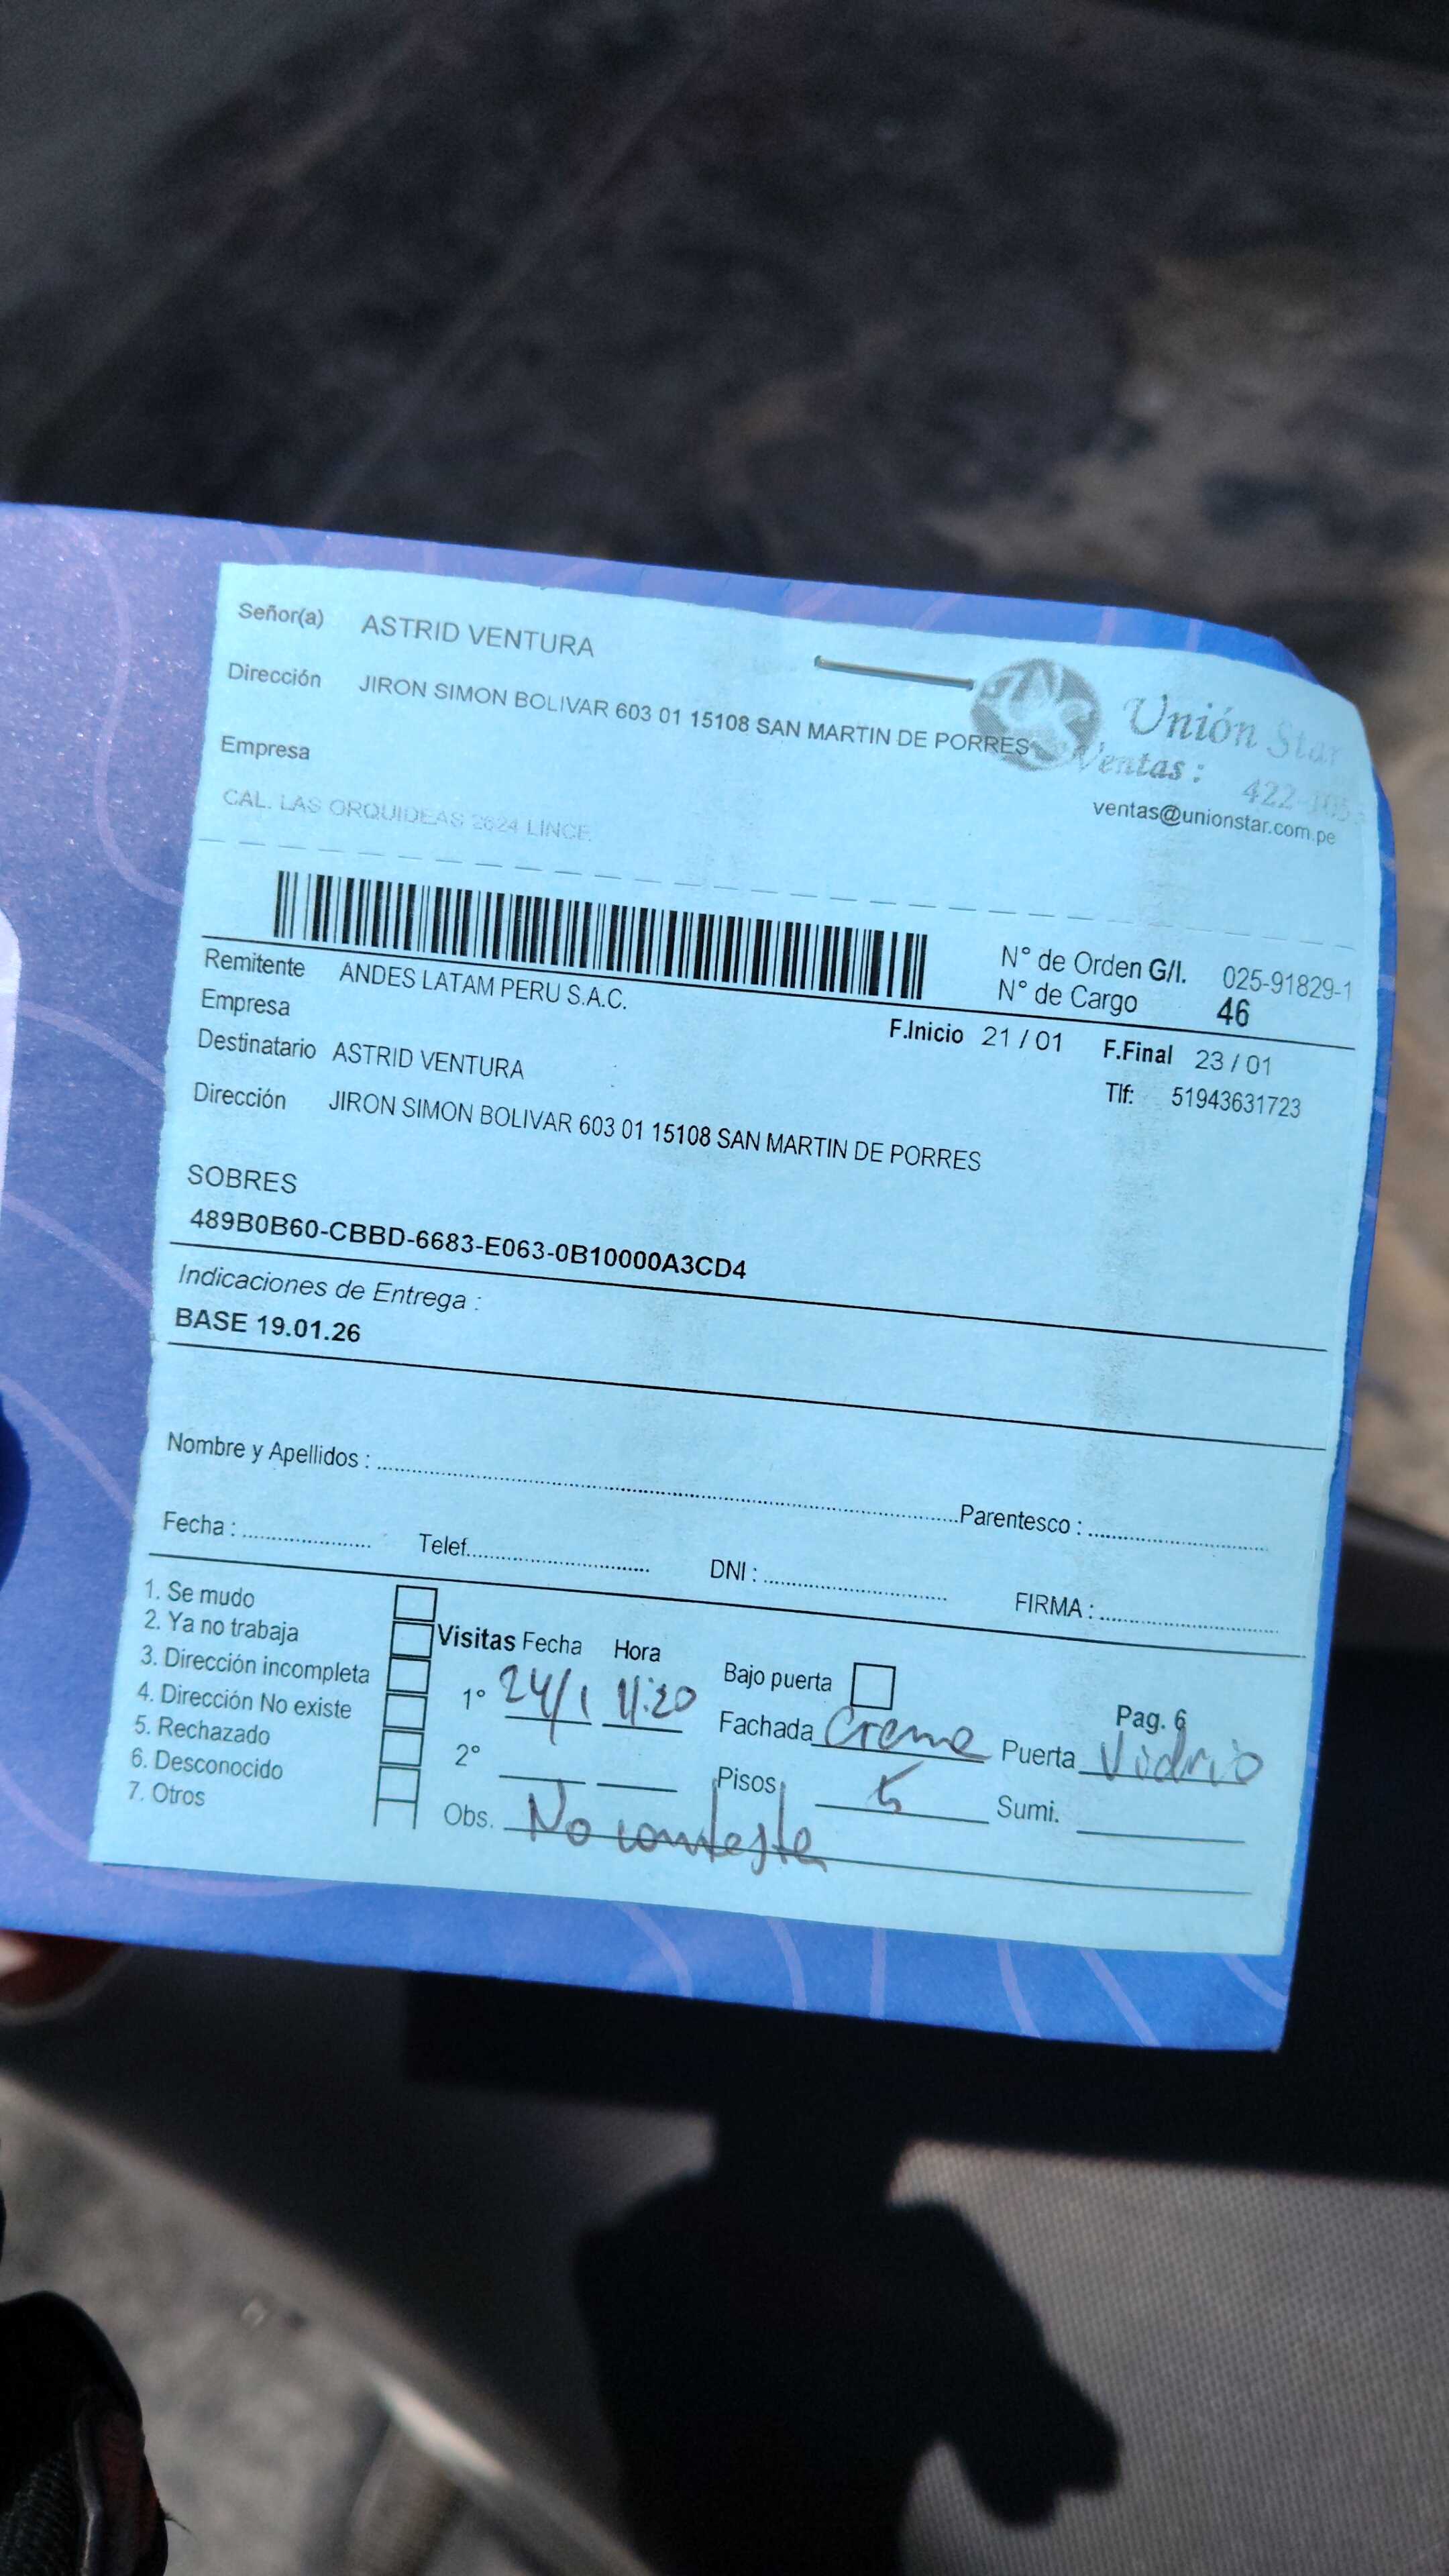 Señor(a) ASTRID VENTURA
Dirección JIRON SIMON BOLIVAR 603 01 15108 SAN MARTIN DE PORRES
Unión Star
Ventas : 422-
ventas@unionstar.com.pe
Empresa
CAL. LAS ORQUIDEAS 2624 LINCE
N° de Orden G/I. 025-91829-1
N° de Cargo 46
Remitente ANDES LATAM PERU S.A.C.
Empresa
F.Inicio 21 / 01 F.Final 23 / 01
Destinatario ASTRID VENTURA
Tlf: 51943631723
Dirección JIRON SIMON BOLIVAR 603 01 15108 SAN MARTIN DE PORRES
SOBRES
489B0B60-CBBD-6683-E063-0B10000A3CD4
Indicaciones de Entrega :
BASE 19.01.26
Nombre y Apellidos : Parentesco :
Fecha : Telef. DNI : FIRMA :
1. Se mudo
2. Ya no trabaja
3. Dirección incompleta
4. Dirección No existe
5. Rechazado
6. Desconocido
7. Otros
Visitas Fecha Hora
1° 24/1 11:20
2°
Obs. No contesta
Bajo puerta
Pag. 6
Fachada Creme Puerta Vidrio
Pisos 5 Sumi.